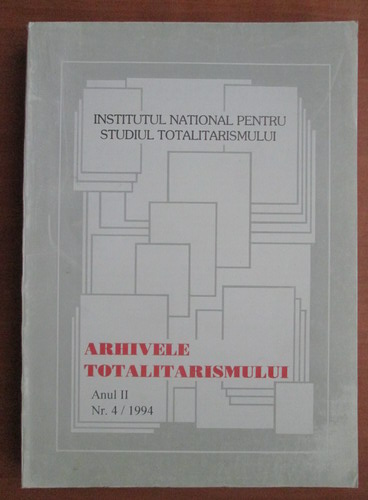 INSTITUTUL NATIONAL PENTRU
STUDIUL TOTALITARISMULUI
ARHIVELE
TOTALITARISMULUI
Anul II
Nr. 4 / 1994